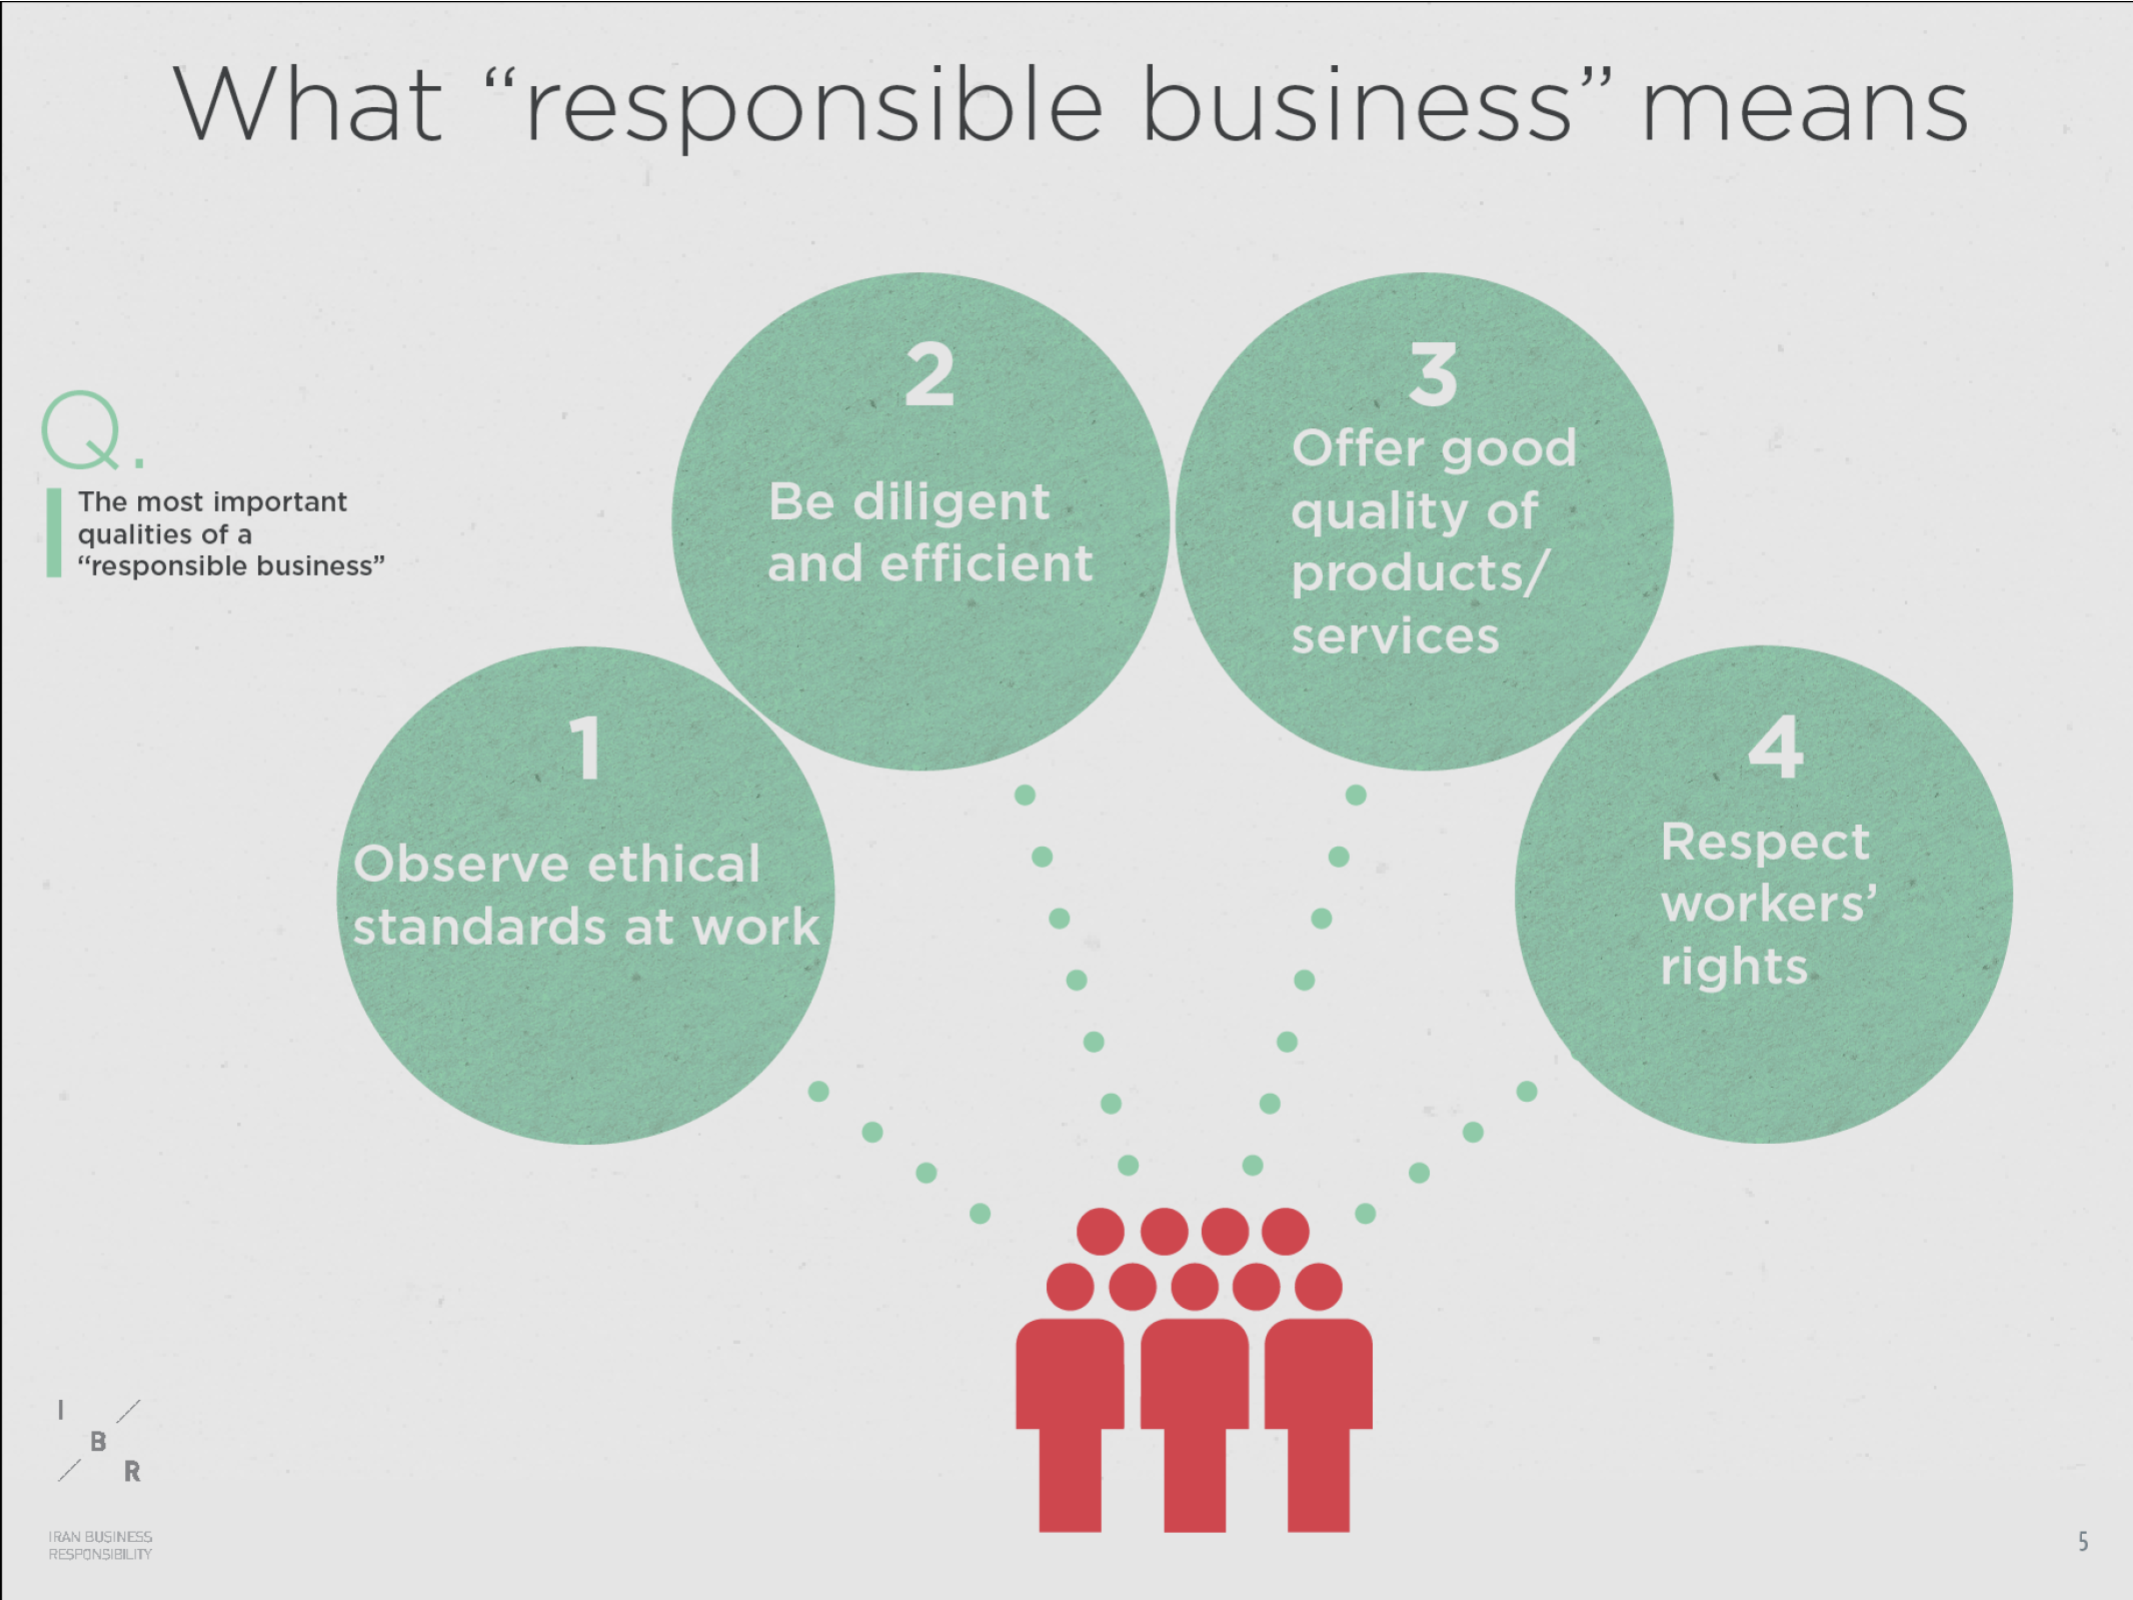 What “responsible business” means
Q.
The most important
qualities of a
“responsible business”
1
Observe ethical
standards at work
2
Be diligent
and efficient
3
Offer good
quality of
products/
services
4
Respect
workers’
rights
I
B
R
IRAN BUSINESS
RESPONSIBILITY
5